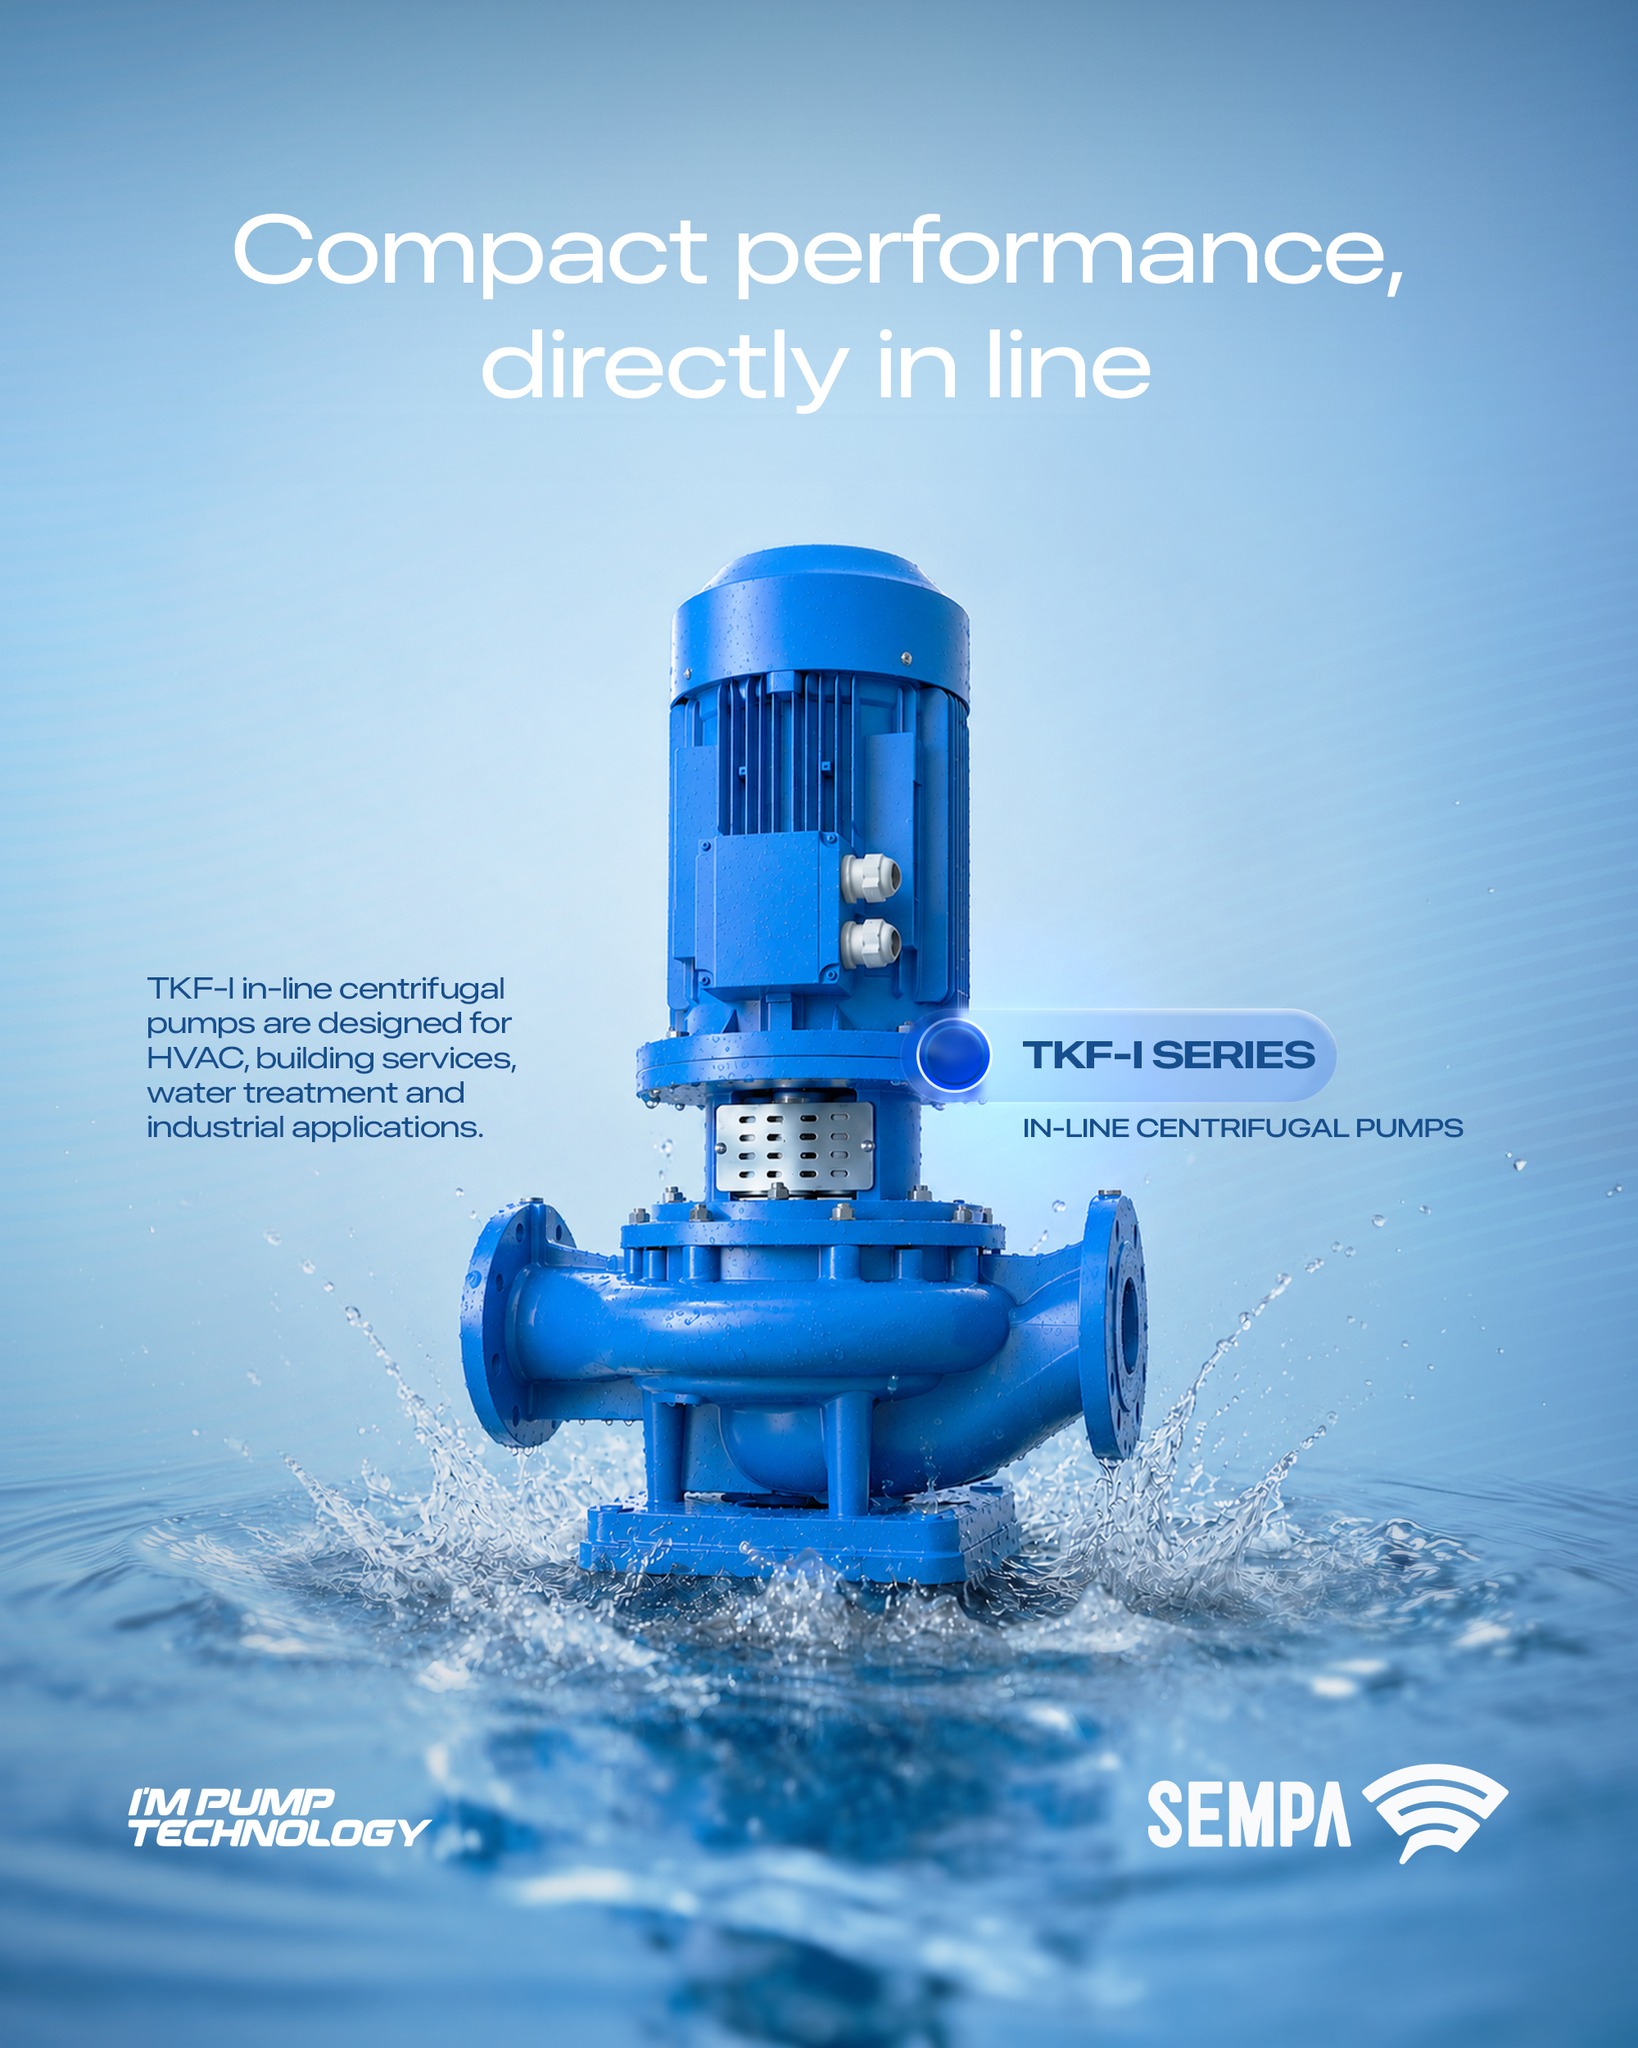 Compact performance,
directly in line
TKF-I in-line centrifugal
pumps are designed for
HVAC, building services,
water treatment and
industrial applications.
TKF-I SERIES
IN-LINE CENTRIFUGAL PUMPS
I'M PUMP
TECHNOLOGY
SEMPA